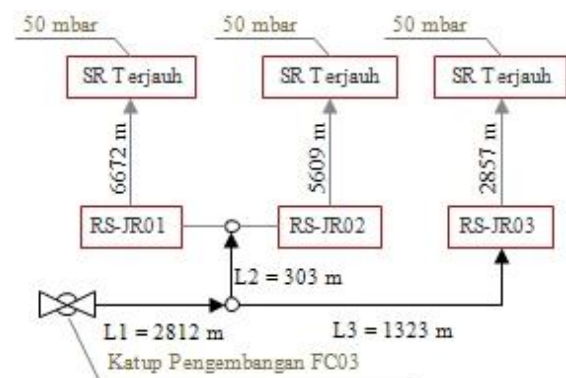 50 mbar
50 mbar
50 mbar
SR Terjauh
SR Terjauh
SR Terjauh
6672 m
5609 m
2857 m
RS-JR01
RS-JR02
RS-JR03
L2 = 303 m
L1 = 2812 m
L3 = 1323 m
Katup Pengembangan FC03